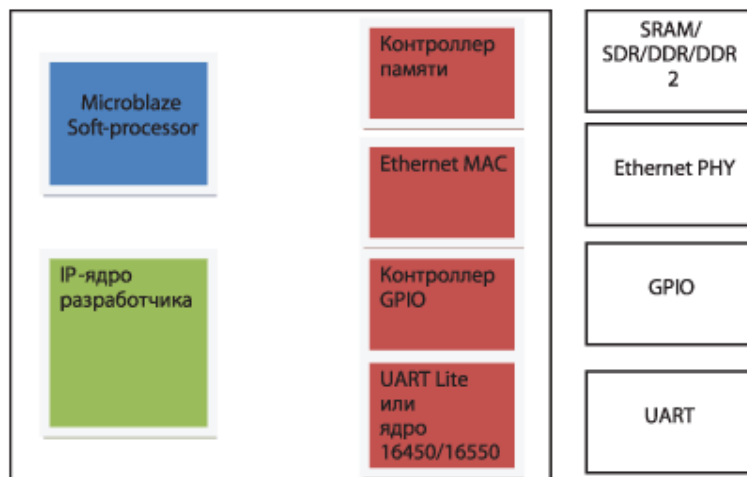 Microblaze
Soft-processor
IP-ядро
разработчика
Контроллер
памяти
Ethernet MAC
Контроллер
GPIO
UART Lite
или
ядро
16450/16550
SRAM/
SDR/DDR/DDR
2
Ethernet PHY
GPIO
UART